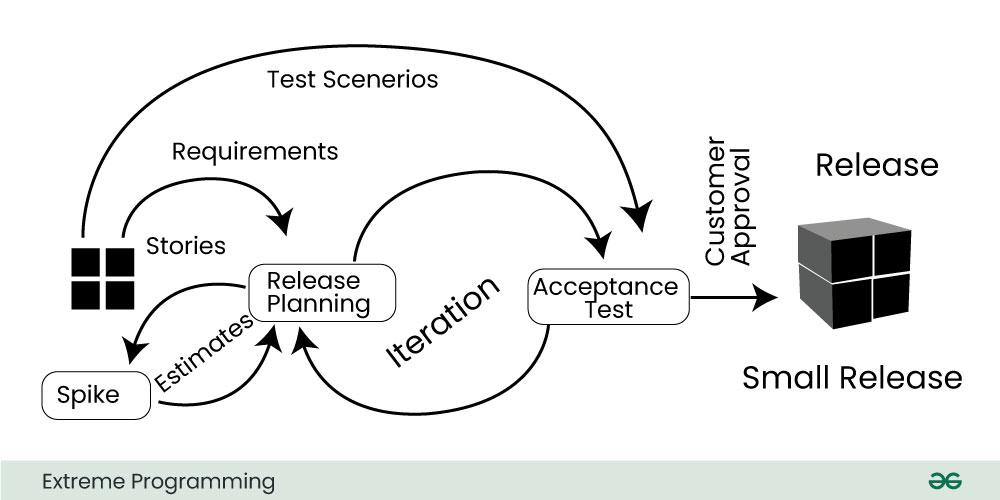 Test Scenerios
Requirements
Stories
Release
Planning
Estimates
Spike
Iteration
Acceptance
Test
Customer
Approval
Release
Small Release
Extreme Programming